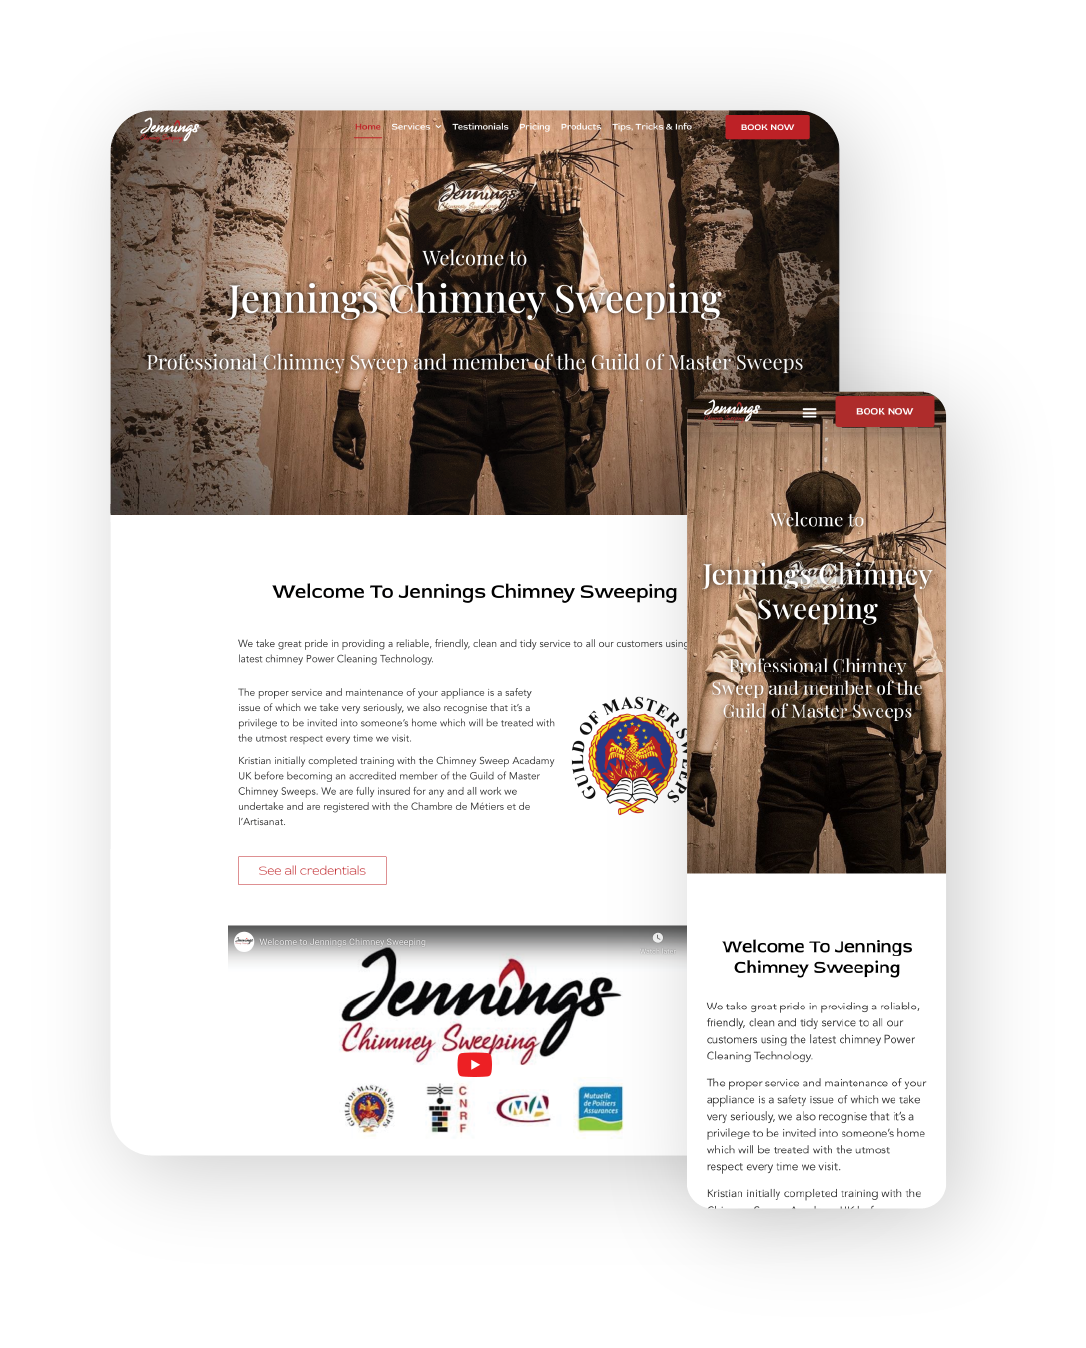 Jennings
Home Services Testimonials Pricing Products Tips, Tricks & Info BOOK NOW
Jennings
Welcome to
Jennings Chimney Sweeping
Professional Chimney Sweep and member of the Guild of Master Sweeps
Welcome To Jennings Chimney Sweeping
We take great pride in providing a reliable, friendly, clean and tidy service to all our customers using
latest chimney Power Cleaning Technology.
The proper service and maintenance of your appliance is a safety
issue of which we take very seriously, we also recognise that it's a
privilege to be invited into someone's home which will be treated with
the utmost respect every time we visit.
Kristian initially completed training with the Chimney Sweep Acadamy
UK before becoming an accredited member of the Guild of Master
Chimney Sweeps. We are fully insured for any and all work we
undertake and are registered with the Chambre de Métiers et de
l'Artisanat.
GUILD OF MASTER SWEEPS
See all credentials
Welcome to Jennings Chimney Sweeping
Jennings
Chimney Sweeping
GUILD OF MASTER SWEEPS
CNRF
CMA
Mutuelle
de Poitiers
Assurances
Jennings
BOOK NOW
Welcome to
Jennings Chimney
Sweeping
Professional Chimney
Sweep and member of the
Guild of Master Sweeps
Welcome To Jennings
Chimney Sweeping
We take great pride in providing a reliable,
friendly, clean and tidy service to all our
customers using the latest chimney Power
Cleaning Technology.
The proper service and maintenance of your
appliance is a safety issue of which we take
very seriously, we also recognise that it's a
privilege to be invited into someone's home
which will be treated with the utmost
respect every time we visit.
Kristian initially completed training with the